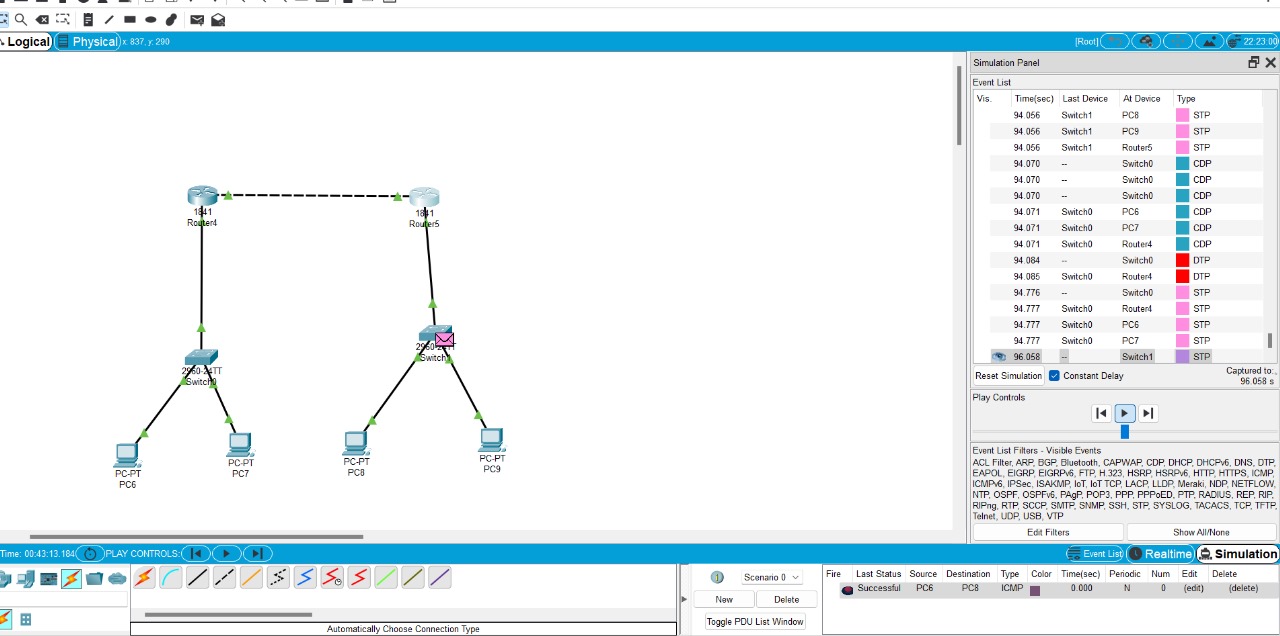 Logical Physical x: 837, y: 290 [Root] 22:23:00
Simulation Panel
Event List
Vis. Time(sec) Last Device At Device Type
94.056 Switch1 PC8 STP
94.056 Switch1 PC9 STP
94.056 Switch1 Router5 STP
94.070 -- Switch0 CDP
94.070 -- Switch0 CDP
94.070 -- Switch0 CDP
94.071 Switch0 PC6 CDP
94.071 Switch0 PC7 CDP
94.071 Switch0 Router4 CDP
94.084 -- Switch0 DTP
94.085 Switch0 Router4 DTP
94.776 -- Switch0 STP
94.777 Switch0 Router4 STP
94.777 Switch0 PC6 STP
94.777 Switch0 PC7 STP
96.058 -- Switch1 STP
Reset Simulation Constant Delay Captured to:
96.058 s
Play Controls
Event List Filters - Visible Events
ACL Filter, ARP, BGP, Bluetooth, CAPWAP, CDP, DHCP, DHCPv6, DNS, DTP,
EAPOL, EIGRP, EIGRPv6, FTP, H.323, HSRP, HSRPv6, HTTP, HTTPS, ICMP,
ICMPv6, IPSec, ISAKMP, IoT, IoT TCP, LACP, LLDP, Meraki, NDP, NETFLOW,
NTP, OSPF, OSPFv6, PAgP, POP3, PPP, PPPoED, PTP, RADIUS, REP, RIP,
RIPng, RTP, SCCP, SMTP, SNMP, SSH, STP, SYSLOG, TACACS, TCP, TFTP,
Telnet, UDP, USB, VTP
Edit Filters Show All/None
1841
Router4
1841
Router5
2960-24TT
Switch0
2960-24TT
Switch1
PC-PT
PC6
PC-PT
PC7
PC-PT
PC8
PC-PT
PC9
Time: 00:43:13.184 PLAY CONTROLS: Event List Realtime Simulation
Automatically Choose Connection Type
Scenario 0
New Delete
Toggle PDU List Window
Fire Last Status Source Destination Type Color Time(sec) Periodic Num Edit Delete
Successful PC6 PC8 ICMP 0.000 N 0 (edit) (delete)